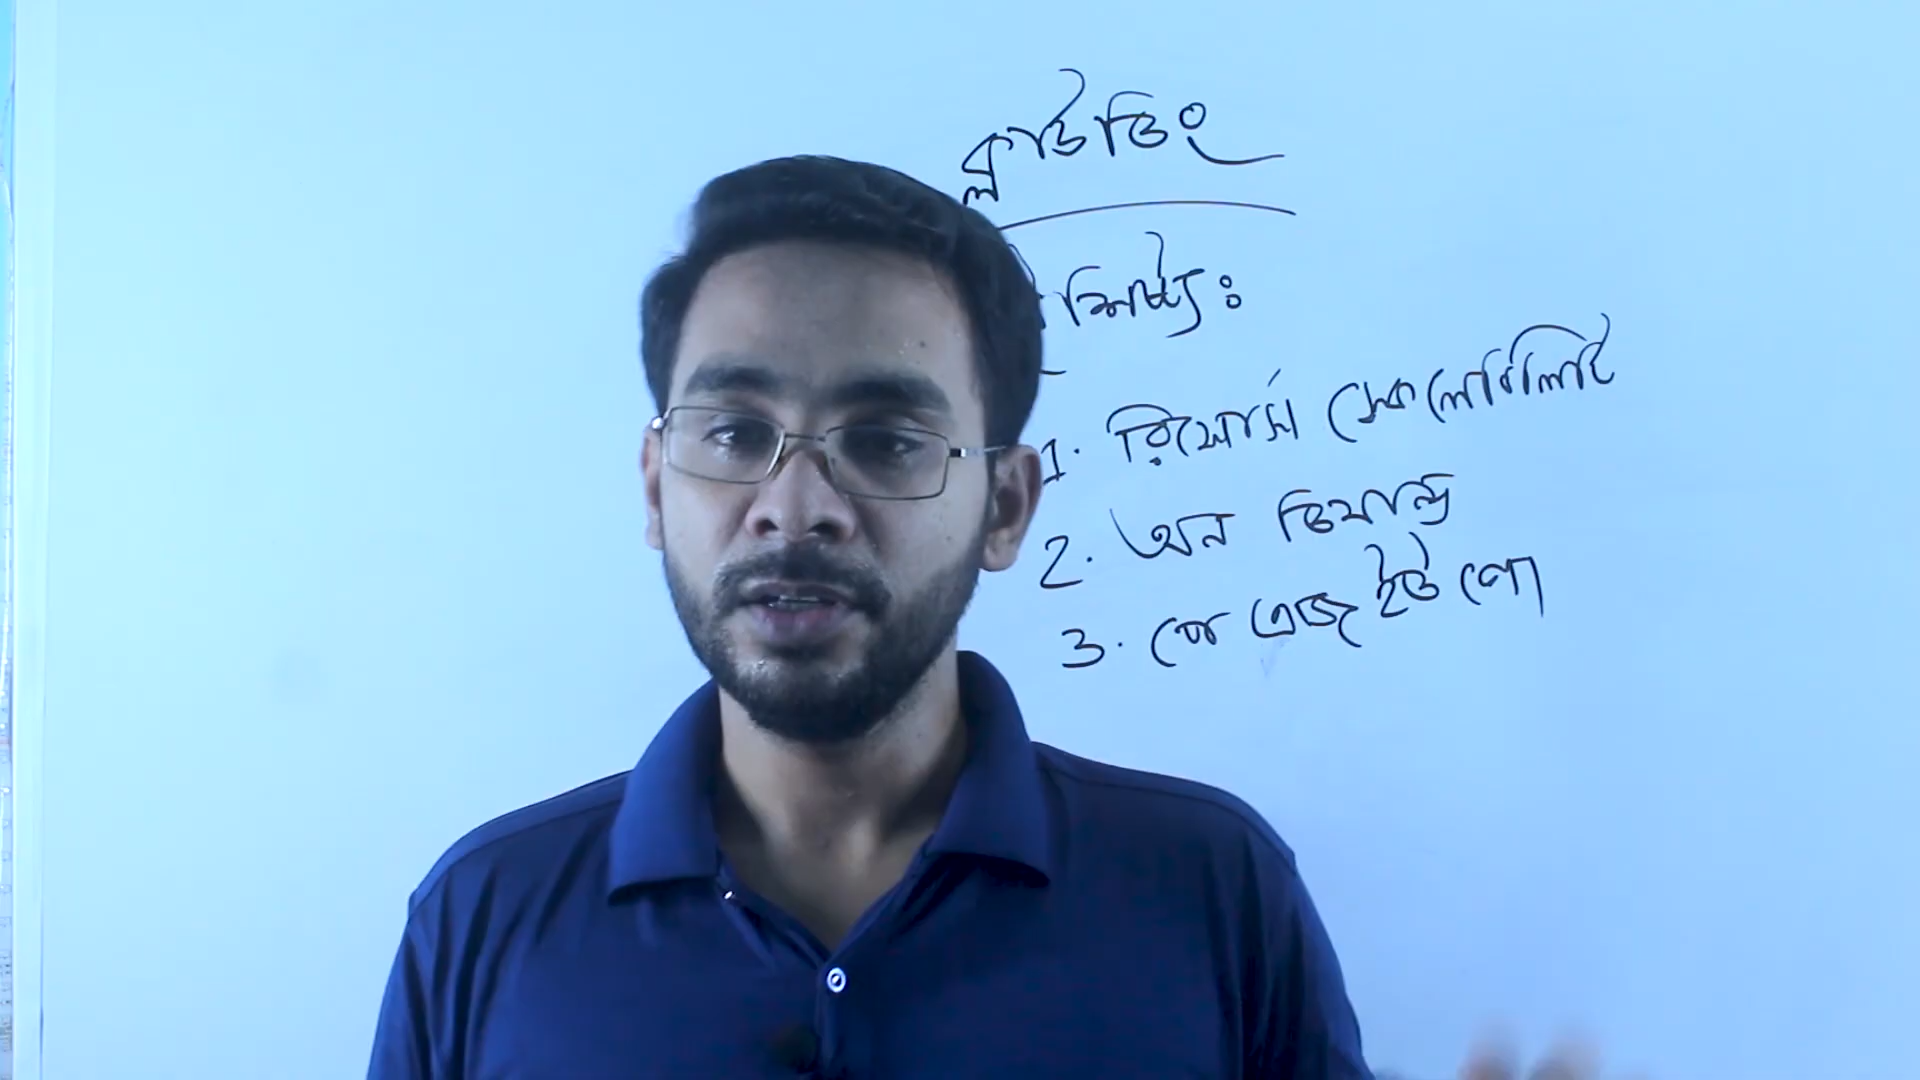 ক্লাউডিং
বৈশিষ্ট্যঃ
1. রিসোর্স স্কেলেবিলিটি
2. অন ডিমান্ড
3. পে এজ ইউ গো